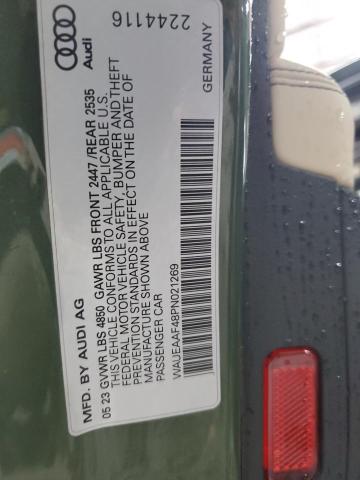 Audi
2244116
GERMANY
MFD. BY AUDI AG
05 23 GVWR LBS 4850 GAWR LBS FRONT 2447 /REAR 2535
THIS VEHICLE CONFORMS TO ALL APPLICABLE U.S.
FEDERAL MOTOR VEHICLE SAFETY, BUMPER AND THEFT
PREVENTION STANDARDS IN EFFECT ON THE DATE OF
MANUFACTURE SHOWN ABOVE
PASSENGER CAR
WAUEAAF48PN021269